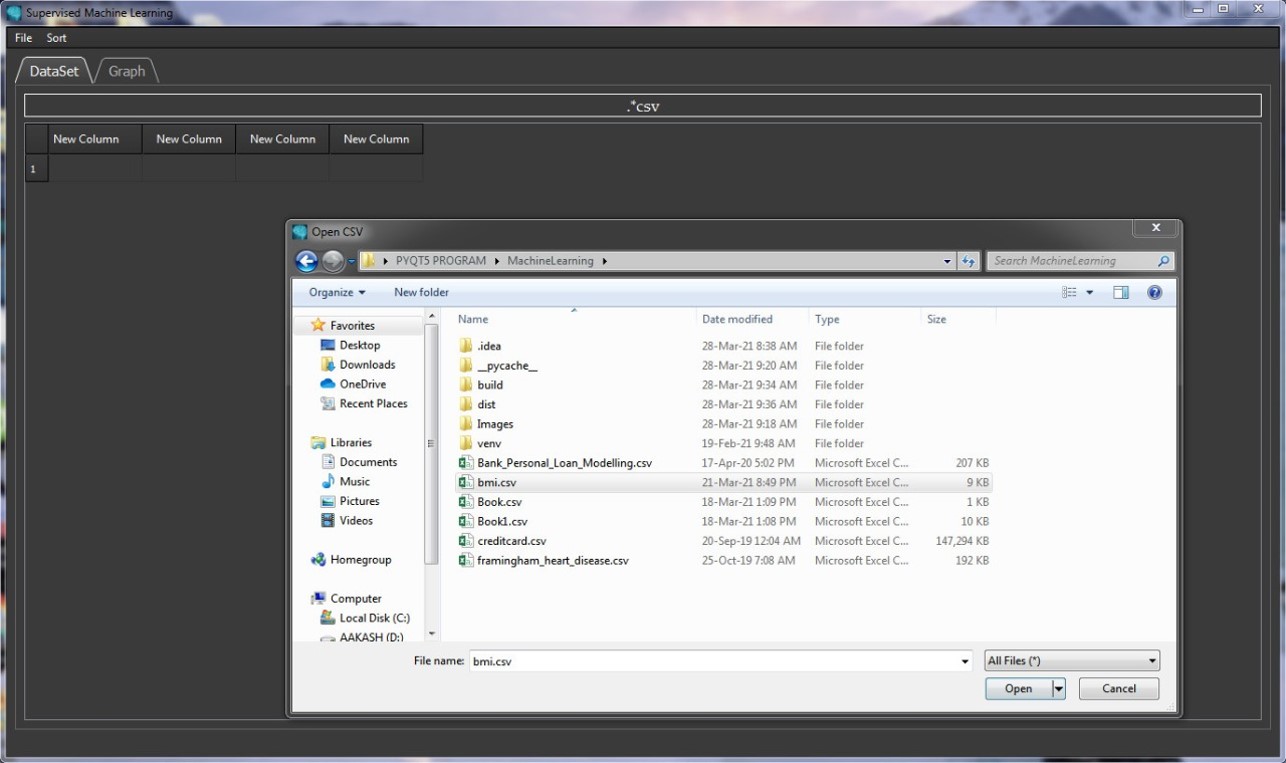 Supervised Machine Learning
File Sort
DataSet Graph
.*csv
New Column New Column New Column New Column
1
Open CSV
PYQT5 PROGRAM MachineLearning Search MachineLearning
Organize New folder
Name Date modified Type Size
Favorites
Desktop
Downloads
OneDrive
Recent Places
Libraries
Documents
Music
Pictures
Videos
Homegroup
Computer
Local Disk (C:)
AAKASH (D:)
.idea 28-Mar-21 8:38 AM File folder
__pycache__ 28-Mar-21 9:20 AM File folder
build 28-Mar-21 9:34 AM File folder
dist 28-Mar-21 9:36 AM File folder
Images 28-Mar-21 9:18 AM File folder
venv 19-Feb-21 9:48 AM File folder
Bank_Personal_Loan_Modelling.csv 17-Apr-20 5:02 PM Microsoft Excel C... 207 KB
bmi.csv 21-Mar-21 8:49 PM Microsoft Excel C... 9 KB
Book.csv 18-Mar-21 1:09 PM Microsoft Excel C... 1 KB
Book1.csv 18-Mar-21 1:08 PM Microsoft Excel C... 10 KB
creditcard.csv 20-Sep-19 12:04 AM Microsoft Excel C... 147,294 KB
framingham_heart_disease.csv 25-Oct-19 7:08 AM Microsoft Excel C... 192 KB
File name: bmi.csv All Files (*)
Open Cancel